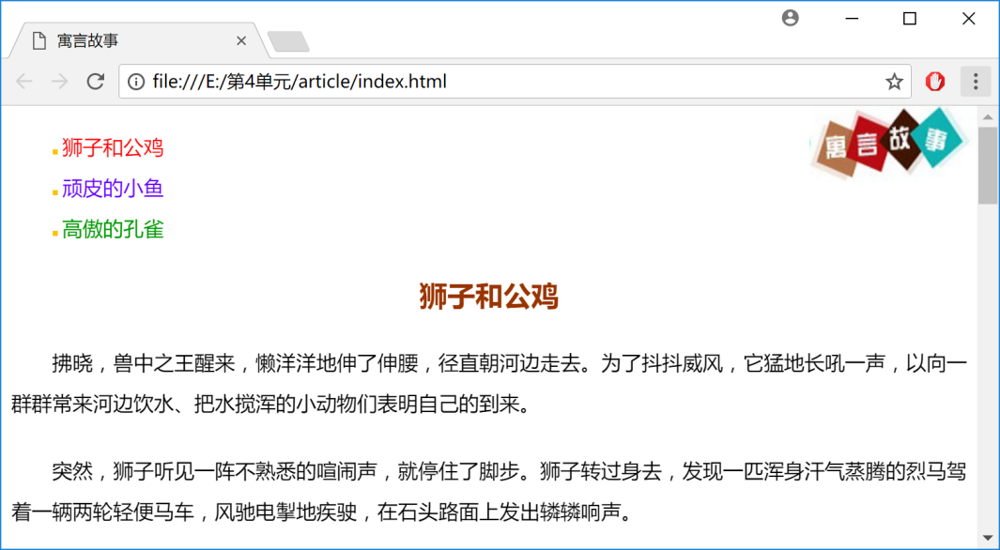 寓言故事
file:///E:/第4单元/article/index.html
寓言故事
狮子和公鸡
顽皮的小鱼
高傲的孔雀
狮子和公鸡
拂晓，兽中之王醒来，懒洋洋地伸了伸腰，径直朝河边走去。为了抖抖威风，它猛地长吼一声，以向一
群群常来河边饮水、把水搅浑的小动物们表明自己的到来。
突然，狮子听见一阵不熟悉的喧闹声，就停住了脚步。狮子转过身去，发现一匹浑身汗气蒸腾的烈马驾
着一辆两轮轻便马车，风驰电掣地疾驶，在石头路面上发出辚辚响声。